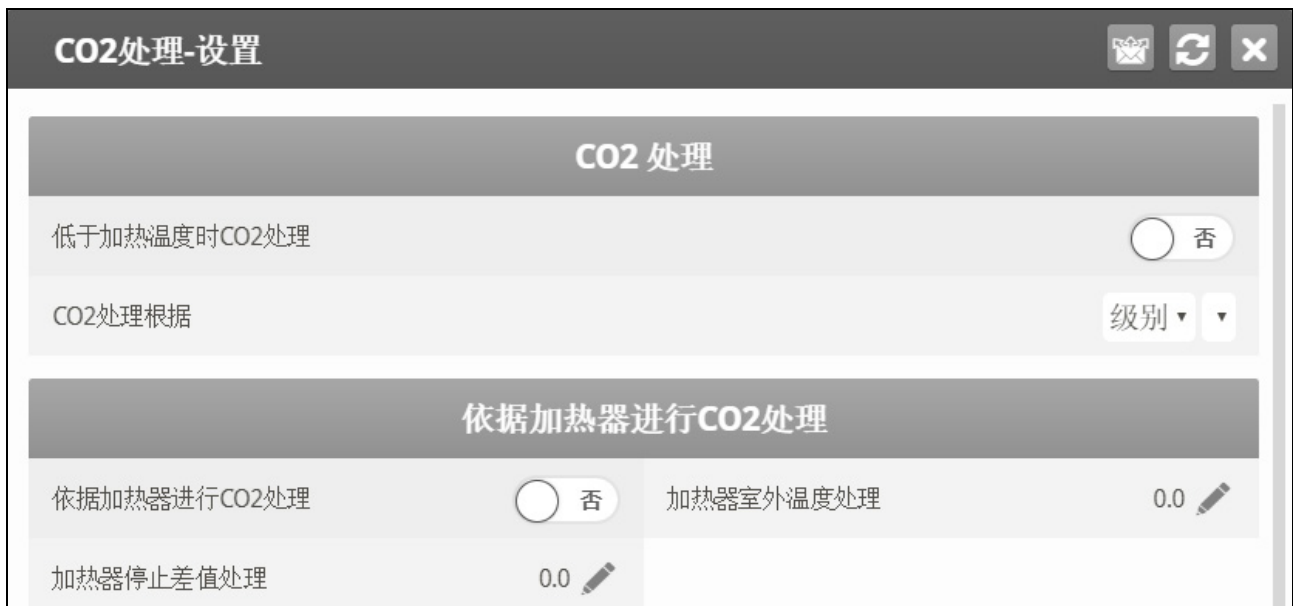 CO2处理-设置
CO2 处理
低于加热温度时CO2处理 否
CO2处理根据 级别
依据加热器进行CO2处理
依据加热器进行CO2处理 否 加热器室外温度处理 0.0
加热器停止差值处理 0.0